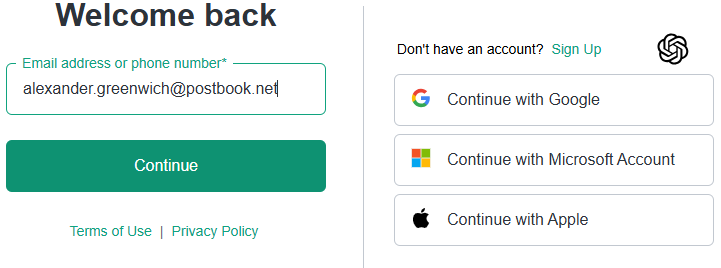 Welcome back
Email address or phone number*
alexander.greenwich@postbook.net
Continue
Terms of Use | Privacy Policy
Don't have an account? Sign Up
Continue with Google
Continue with Microsoft Account
Continue with Apple